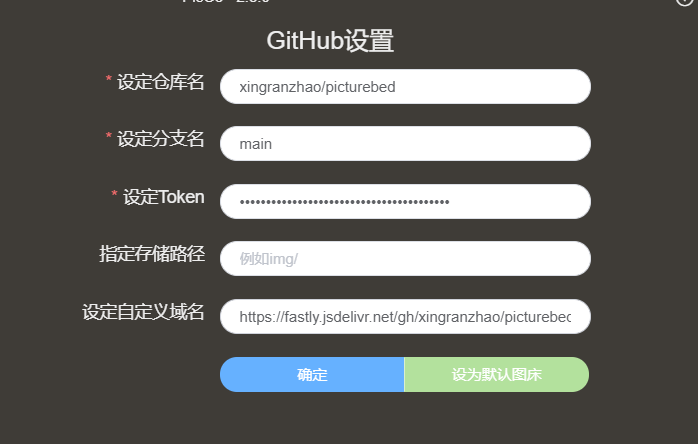 GitHub设置
* 设定仓库名
xingranzhao/picturebed
* 设定分支名
main
* 设定Token
••••••••••••••••••••••••••••••••••••••••
指定存储路径
例如img/
设定自定义域名
https://fastly.jsdelivr.net/gh/xingranzhao/picturebed
确定
设为默认图床